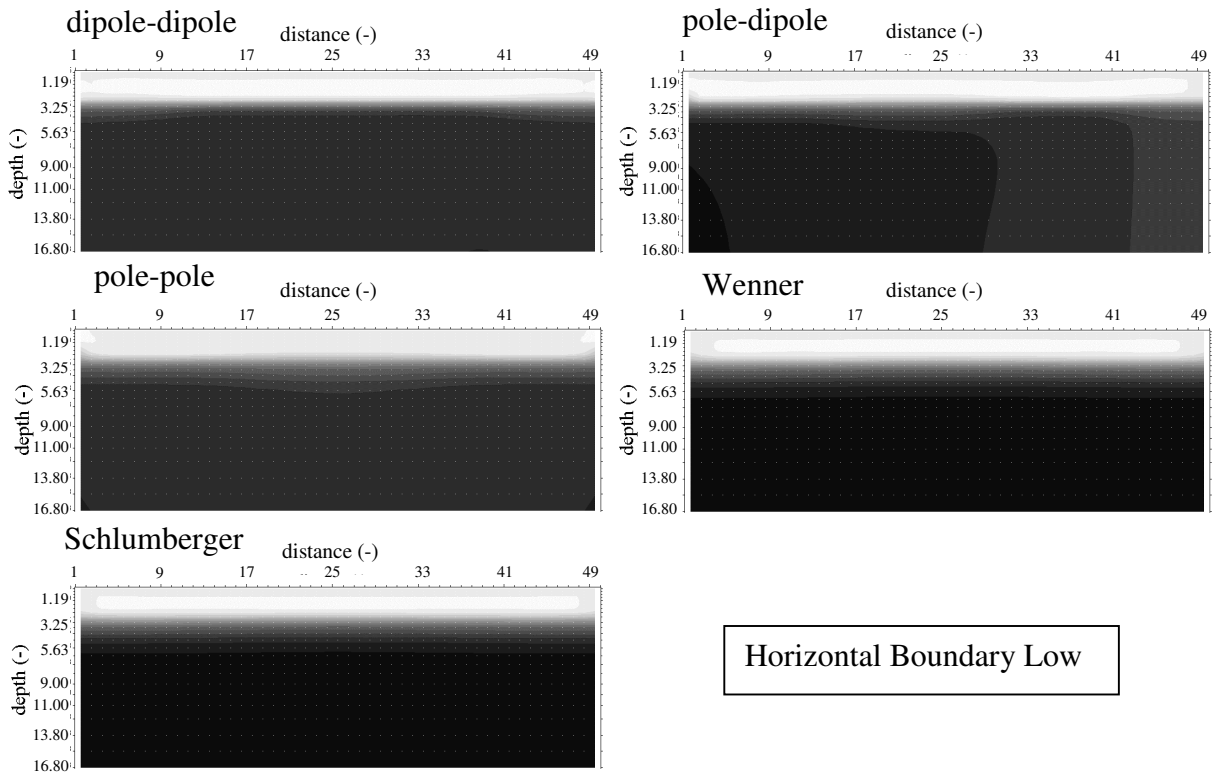 dipole-dipole
distance (-)
1 9 17 25 33 41 49
depth (-)
1.19
3.25
5.63
9.00
11.00
13.80
16.80
pole-dipole
distance (-)
1 9 17 25 33 41 49
depth (-)
1.19
3.25
5.63
9.00
11.00
13.80
16.80
pole-pole
distance (-)
1 9 17 25 33 41 49
depth (-)
1.19
3.25
5.63
9.00
11.00
13.80
16.80
Wenner
distance (-)
1 9 17 25 33 41 49
depth (-)
1.19
3.25
5.63
9.00
11.00
13.80
16.80
Schlumberger
distance (-)
1 9 17 25 33 41 49
depth (-)
1.19
3.25
5.63
9.00
11.00
13.80
16.80
Horizontal Boundary Low